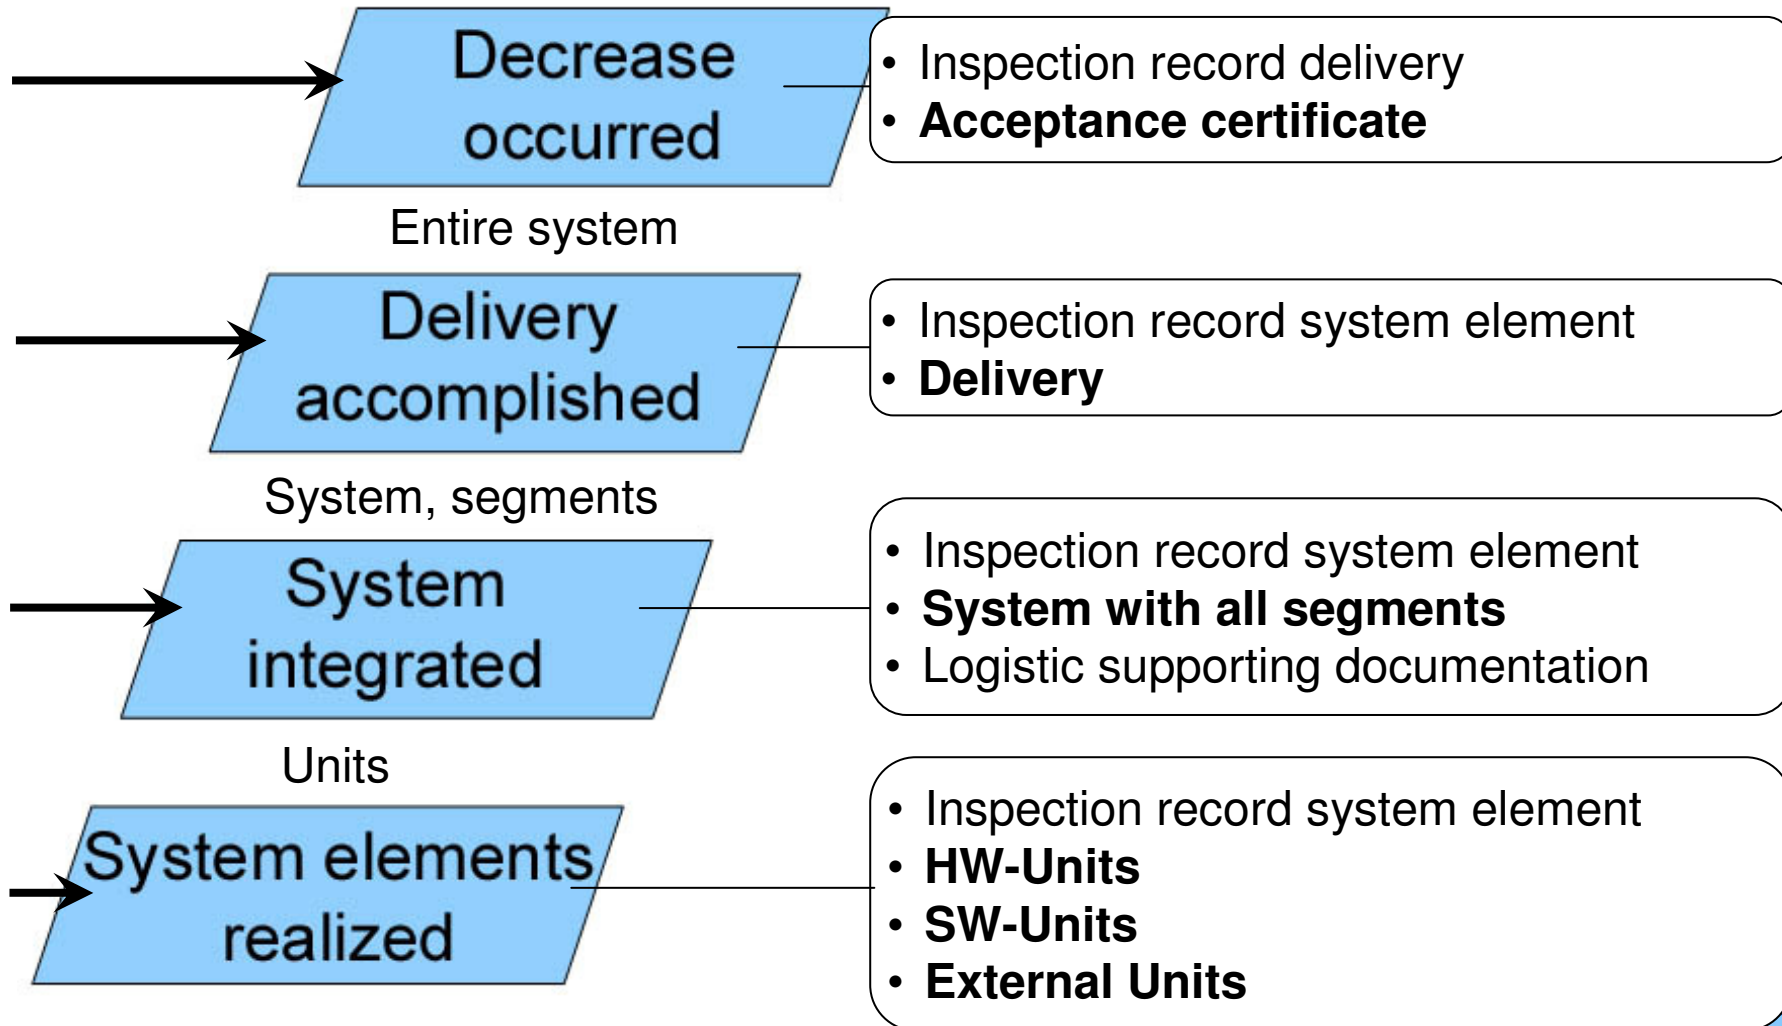 Decrease
occurred
• Inspection record delivery
• Acceptance certificate
Entire system
Delivery
accomplished
• Inspection record system element
• Delivery
System, segments
System
integrated
• Inspection record system element
• System with all segments
• Logistic supporting documentation
Units
System elements
realized
• Inspection record system element
• HW-Units
• SW-Units
• External Units